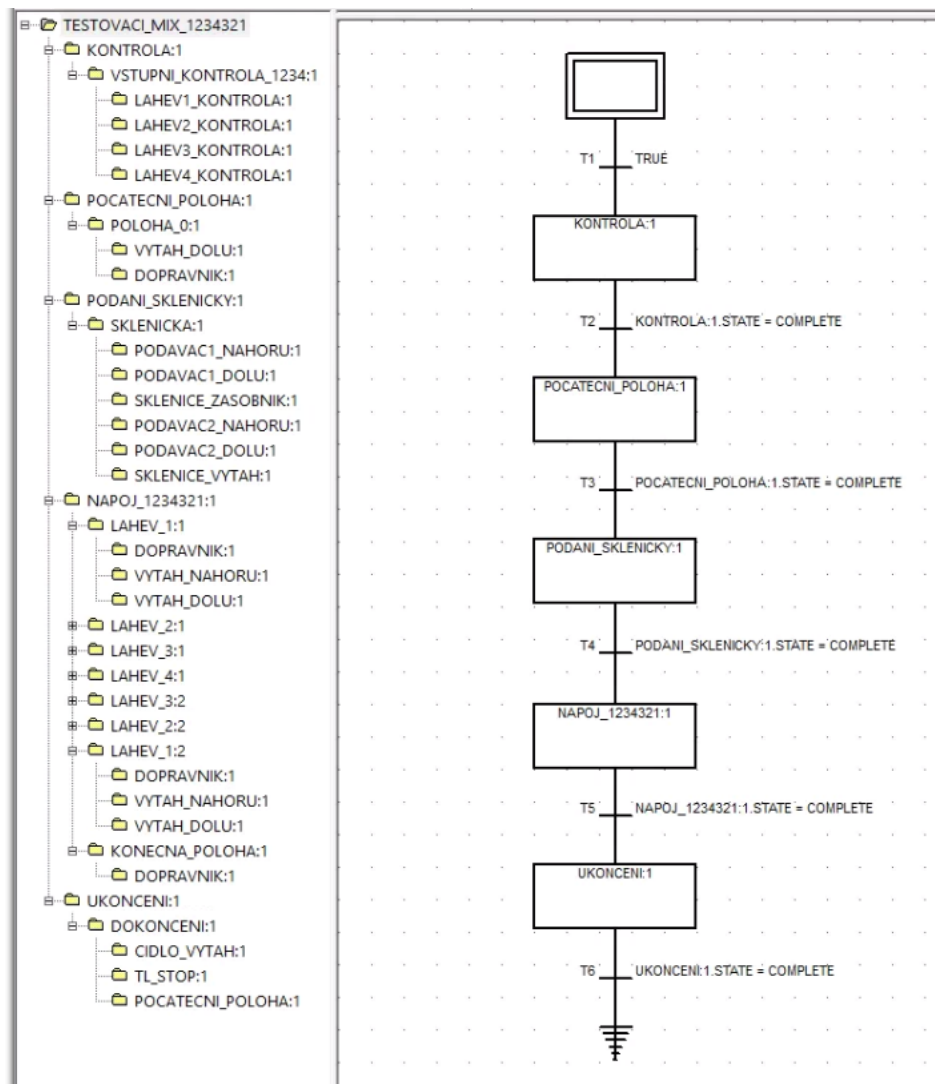 TESTOVACI_MIX_1234321
KONTROLA:1
VSTUPNI_KONTROLA_1234:1
LAHEV1_KONTROLA:1
LAHEV2_KONTROLA:1
LAHEV3_KONTROLA:1
LAHEV4_KONTROLA:1
POCATECNI_POLOHA:1
POLOHA_0:1
VYTAH_DOLU:1
DOPRAVNIK:1
PODANI_SKLENICKY:1
SKLENICKA:1
PODAVAC1_NAHORU:1
PODAVAC1_DOLU:1
SKLENICE_ZASOBNIK:1
PODAVAC2_NAHORU:1
PODAVAC2_DOLU:1
SKLENICE_VYTAH:1
NAPOJ_1234321:1
LAHEV_1:1
DOPRAVNIK:1
VYTAH_NAHORU:1
VYTAH_DOLU:1
LAHEV_2:1
LAHEV_3:1
LAHEV_4:1
LAHEV_3:2
LAHEV_2:2
LAHEV_1:2
DOPRAVNIK:1
VYTAH_NAHORU:1
VYTAH_DOLU:1
KONECNA_POLOHA:1
DOPRAVNIK:1
UKONCENI:1
DOKONCENI:1
CIDLO_VYTAH:1
TL_STOP:1
POCATECNI_POLOHA:1
T1 TRUE
KONTROLA:1
T2 KONTROLA:1.STATE = COMPLETE
POCATECNI_POLOHA:1
T3 POCATECNI_POLOHA:1.STATE = COMPLETE
PODANI_SKLENICKY:1
T4 PODANI_SKLENICKY:1.STATE = COMPLETE
NAPOJ_1234321:1
T5 NAPOJ_1234321:1.STATE = COMPLETE
UKONCENI:1
T6 UKONCENI:1.STATE = COMPLETE